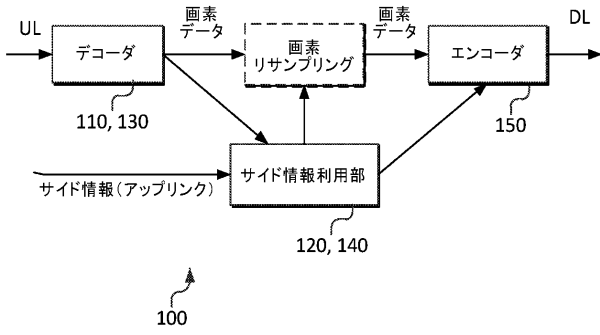 UL
デコーダ
110, 130
画素
データ
画素
リサンプリング
画素
データ
エンコーダ
150
DL
サイド情報(アップリンク)
サイド情報利用部
120, 140
100